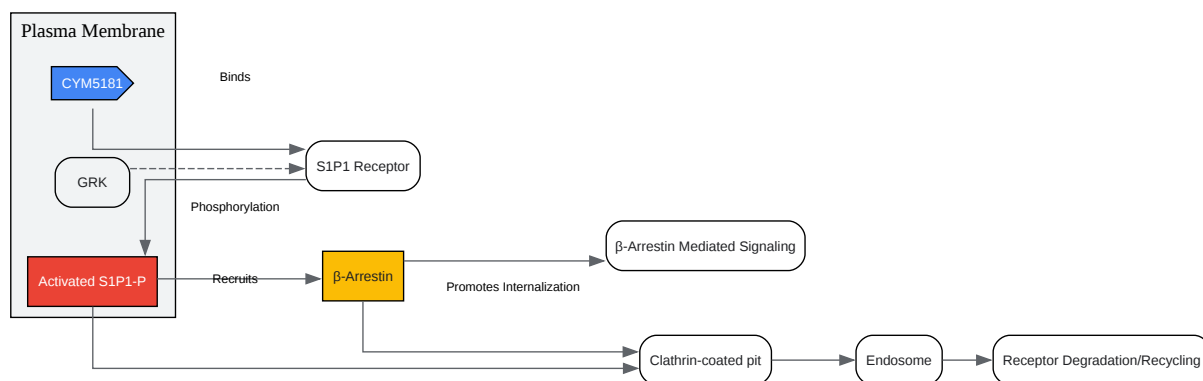 Plasma Membrane
CYM5181
Binds
S1P1 Receptor
GRK
Phosphorylation
β-Arrestin Mediated Signaling
Activated S1P1-P
Recruits
β-Arrestin
Promotes Internalization
Clathrin-coated pit
Endosome
Receptor Degradation/Recycling